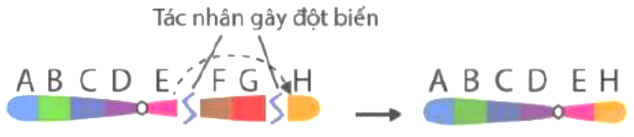 Tác nhân gây đột biến
A B C D E F G H
A B C D E H